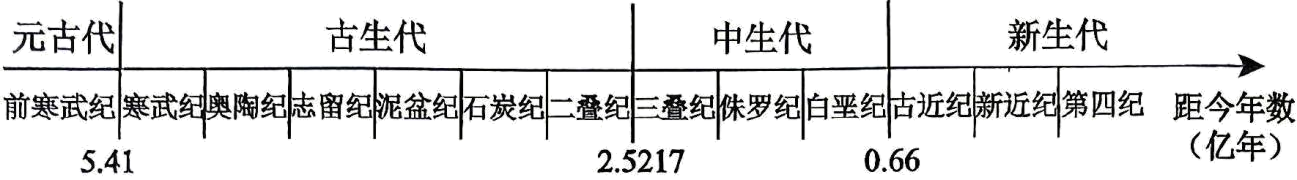 元古代 古生代 中生代 新生代
前寒武纪 寒武纪 奥陶纪 志留纪 泥盆纪 石炭纪 二叠纪 三叠纪 侏罗纪 白垩纪 古近纪 新近纪 第四纪 距今年数
（亿年）
5.41 2.5217 0.66